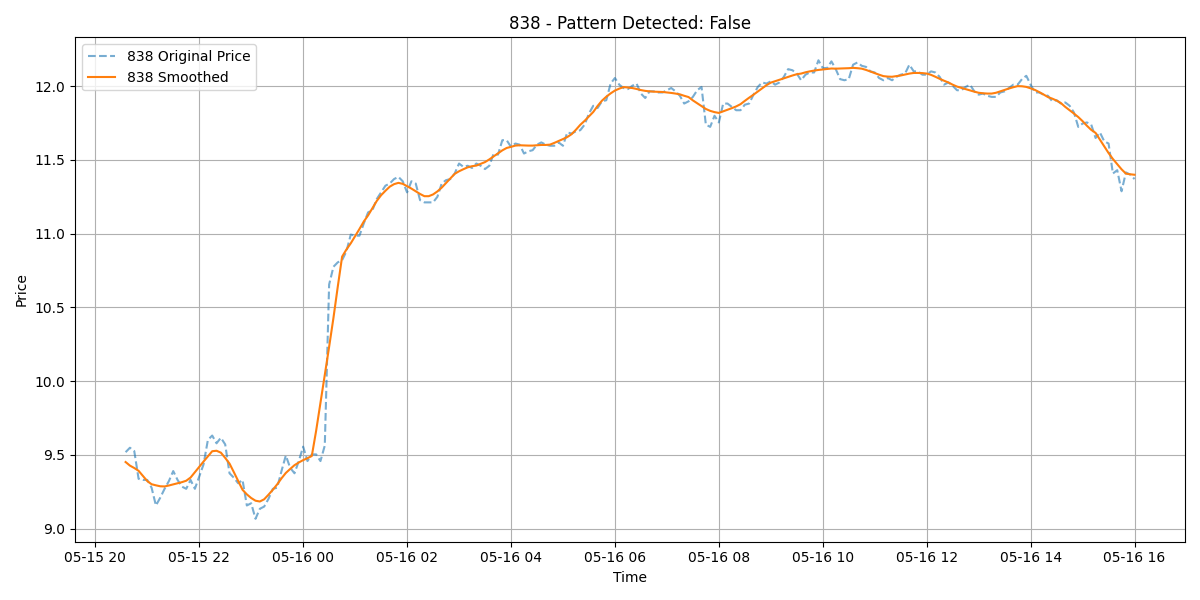 838 - Pattern Detected: False
838 Original Price
838 Smoothed
Price
12.0
11.5
11.0
10.5
10.0
9.5
9.0
05-15 20 05-15 22 05-16 00 05-16 02 05-16 04 05-16 06 05-16 08 05-16 10 05-16 12 05-16 14 05-16 16
Time